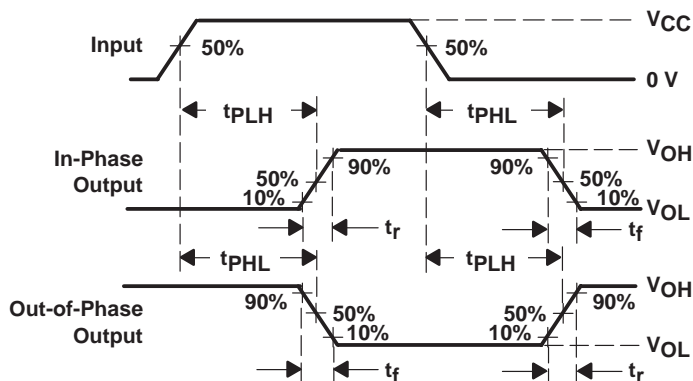 VCC
Input
50%
50%
0 V
tPLH
tPHL
In-Phase
Output
VOH
90%
90%
50%
50%
10%
10%
VOL
tr
tf
tPHL
tPLH
Out-of-Phase
Output
VOH
90%
90%
50%
50%
10%
10%
VOL
tf
tr